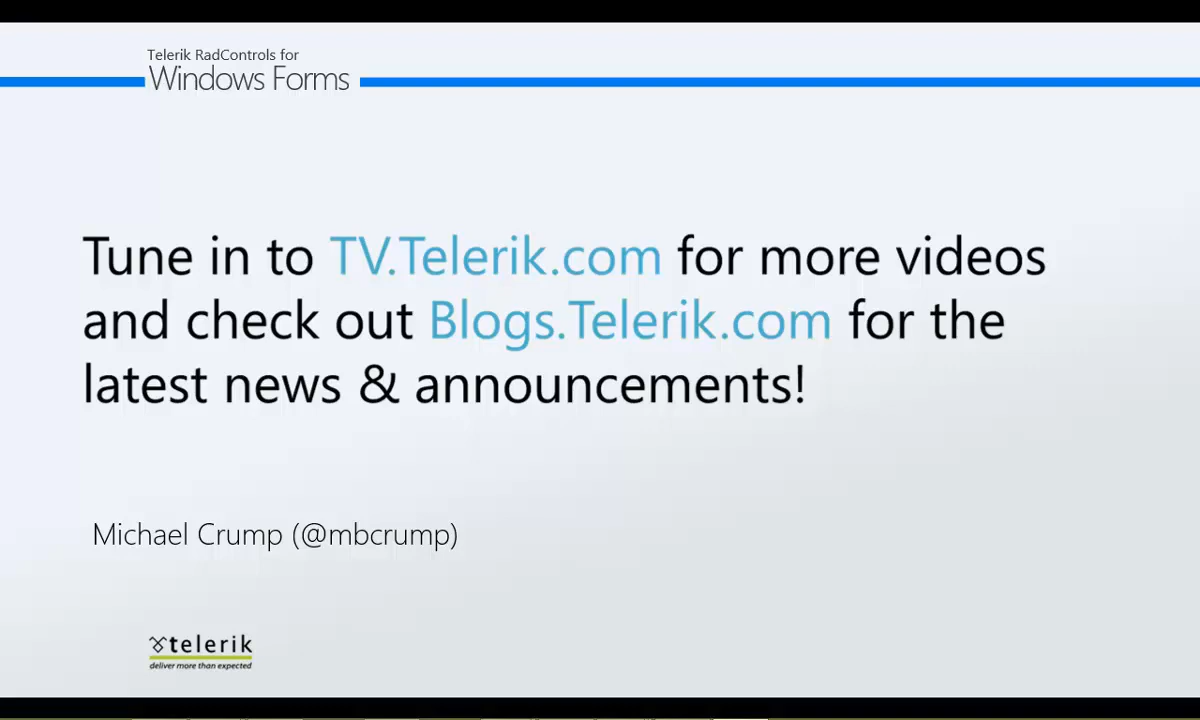 Telerik RadControls for
Windows Forms
Tune in to TV.Telerik.com for more videos
and check out Blogs.Telerik.com for the
latest news & announcements!
Michael Crump (@mbcrump)
telerik
deliver more than expected